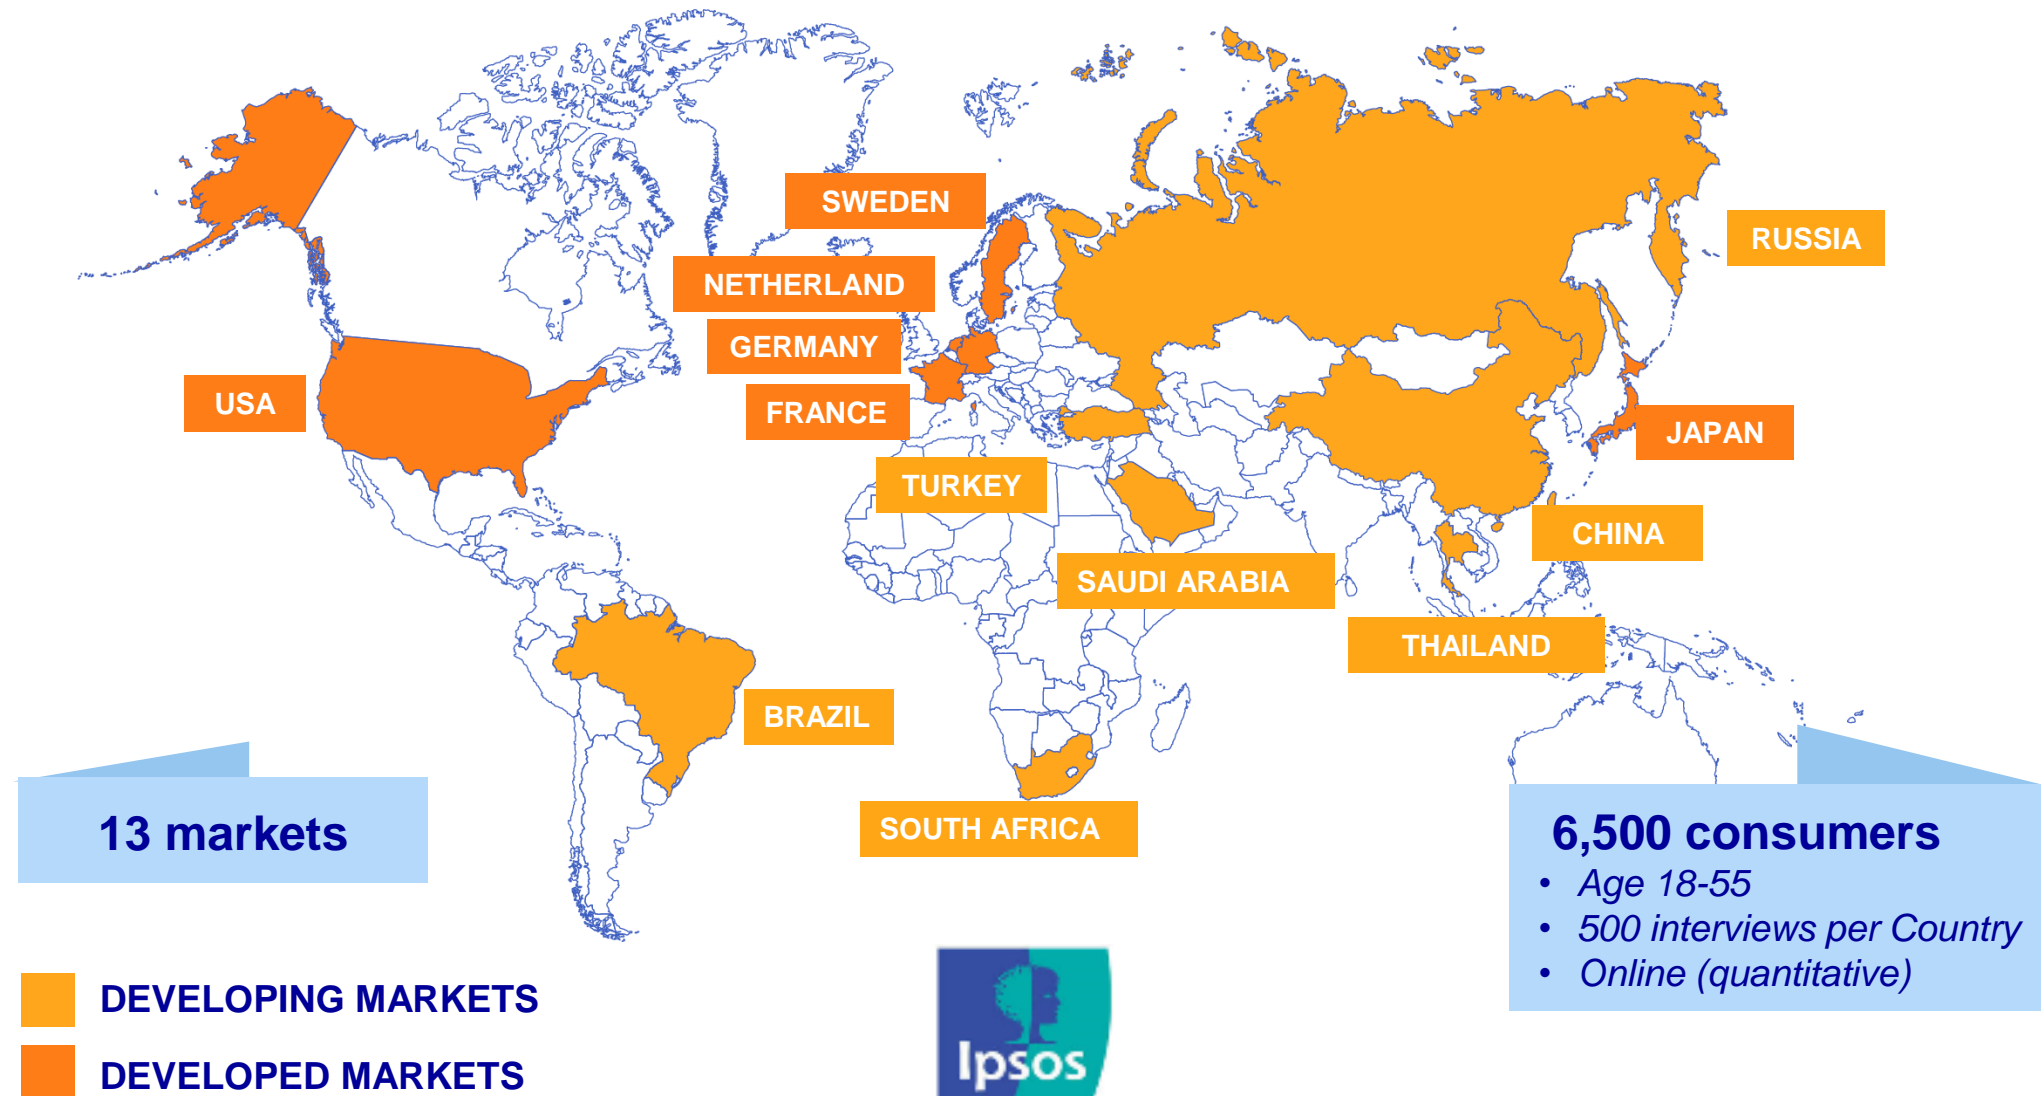 SWEDEN
RUSSIA
NETHERLAND
GERMANY
USA
FRANCE
JAPAN
TURKEY
CHINA
SAUDI ARABIA
THAILAND
BRAZIL
SOUTH AFRICA
13 markets
6,500 consumers
• Age 18-55
• 500 interviews per Country
• Online (quantitative)
DEVELOPING MARKETS
DEVELOPED MARKETS
Ipsos